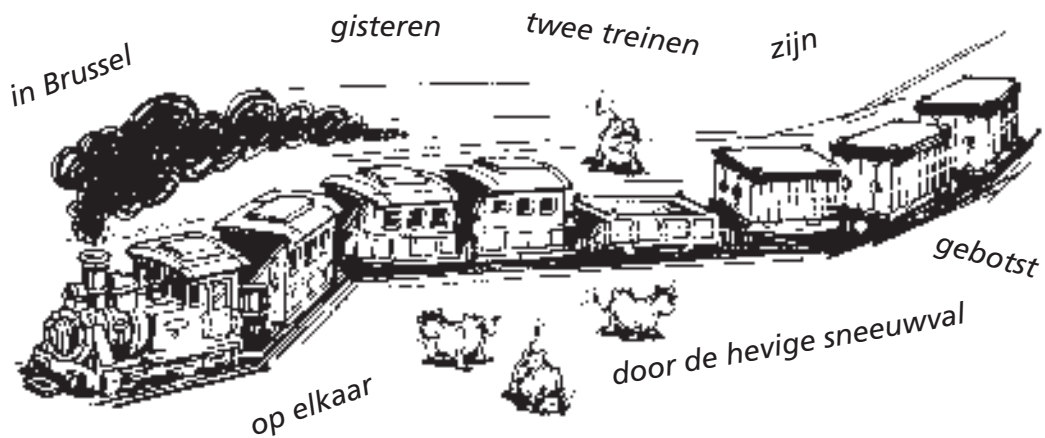 in Brussel
gisteren
twee treinen
zijn
gebotst
door de hevige sneeuwval
op elkaar